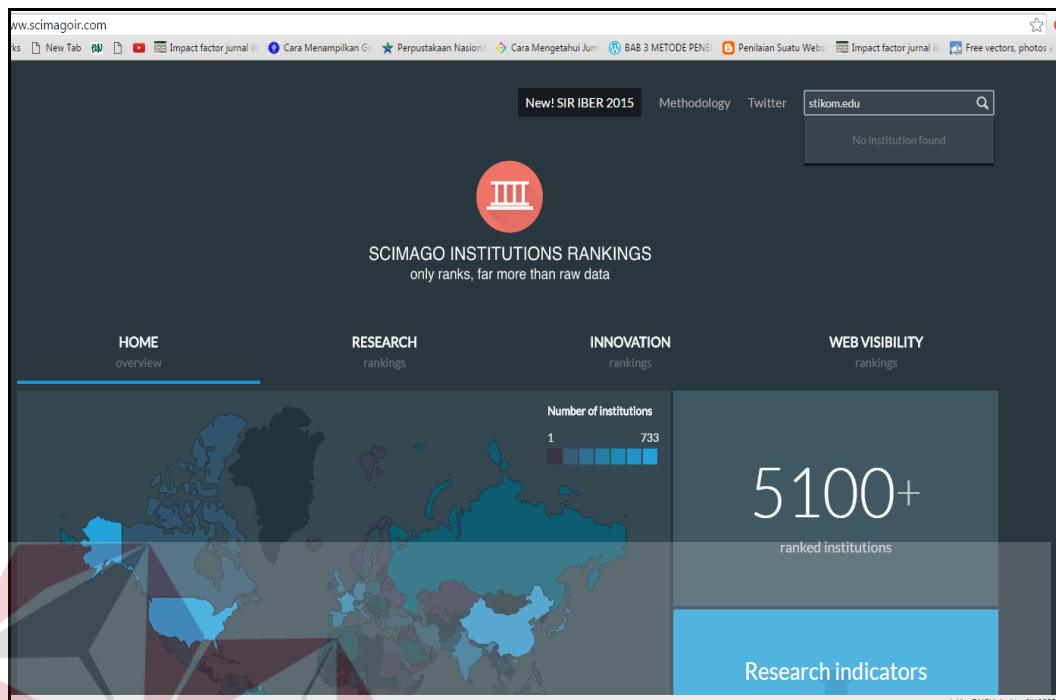 ww.scimagoir.com
ks New Tab Impact factor jurnal il Cara Menampilkan Go Perpustakaan Nasiona Cara Mengetahui Jum BAB 3 METODE PENE Penilaian Suatu Webs Impact factor jurnal il Free vectors, photos a
New! SIR IBER 2015 Methodology Twitter stikom.edu
No institution found
SCIMAGO INSTITUTIONS RANKINGS
only ranks, far more than raw data
HOME RESEARCH INNOVATION WEB VISIBILITY
overview rankings rankings rankings
Number of institutions
1 733
5100+
ranked institutions
Research indicators